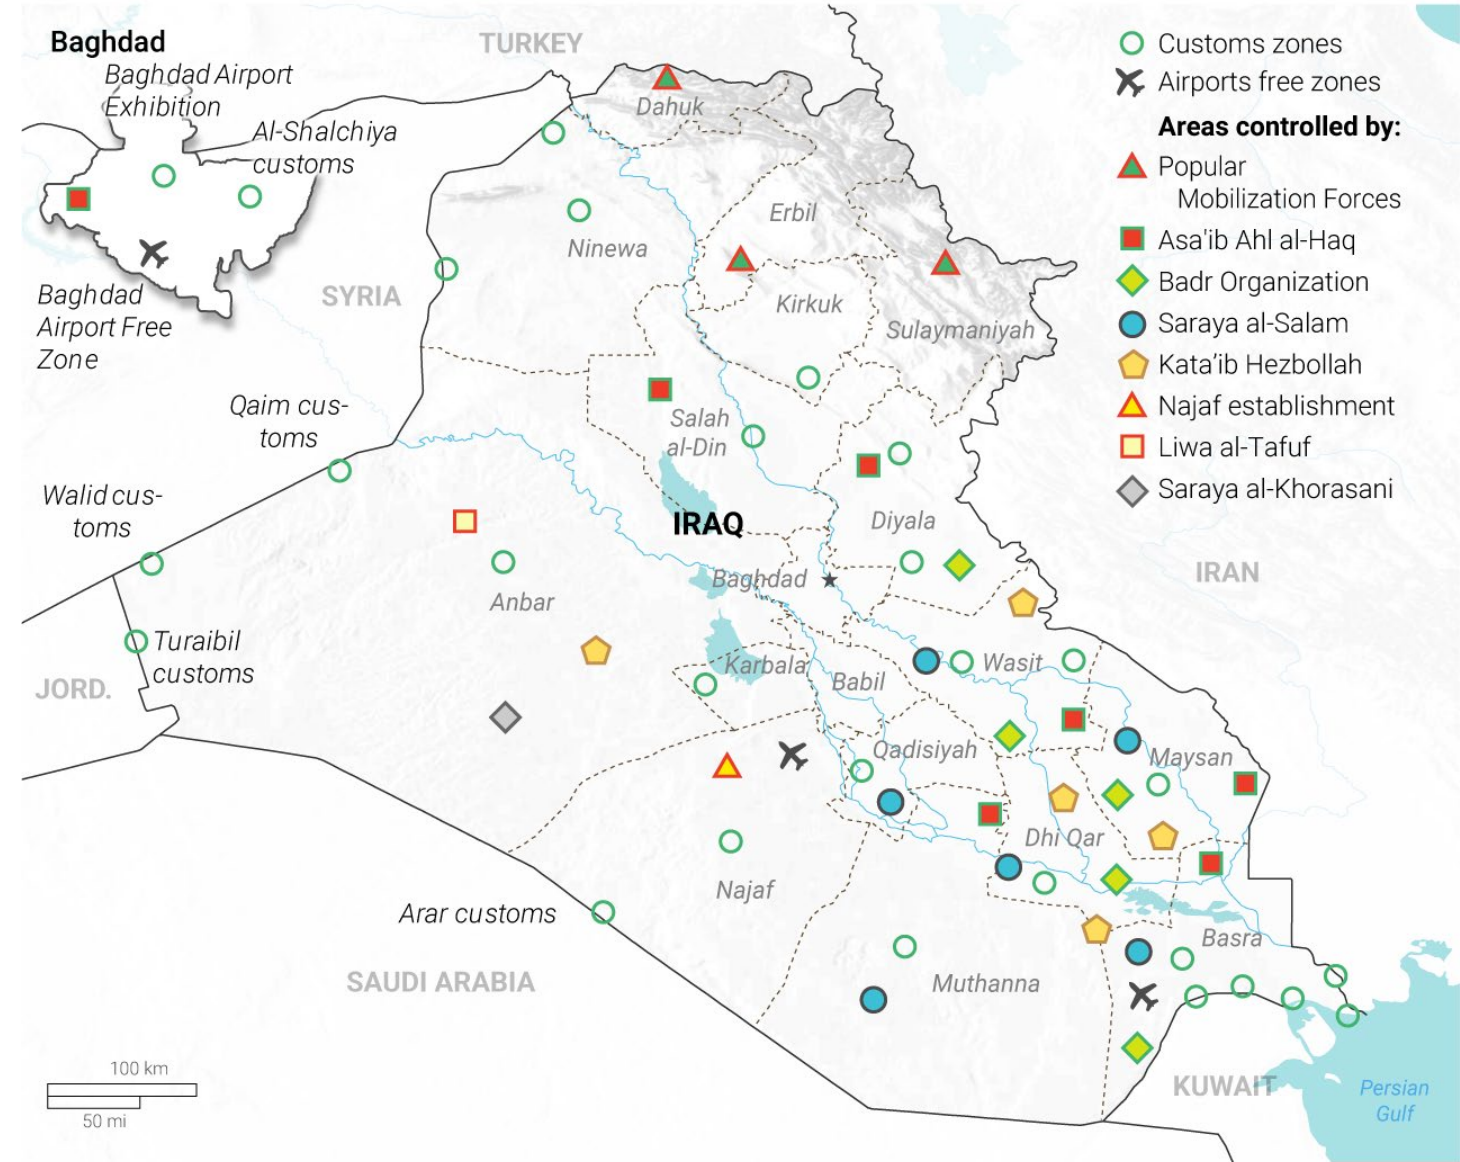 Baghdad
Baghdad Airport
Exhibition
Al-Shalchiya
customs
Baghdad
Airport Free
Zone
Qaim cus-
toms
Walid cus-
toms
Turaibil
customs
Arar customs
TURKEY
SYRIA
JORD.
SAUDI ARABIA
KUWAIT
IRAN
IRAQ
Persian
Gulf
Dahuk
Erbil
Ninewa
Kirkuk
Sulaymaniyah
Salah
al-Din
Diyala
Baghdad
Anbar
Karbala
Babil
Wasit
Qadisiyah
Maysan
Dhi Qar
Najaf
Muthanna
Basra
Customs zones
Airports free zones
Areas controlled by:
Popular
Mobilization Forces
Asa'ib Ahl al-Haq
Badr Organization
Saraya al-Salam
Kata'ib Hezbollah
Najaf establishment
Liwa al-Tafuf
Saraya al-Khorasani
100 km
50 mi